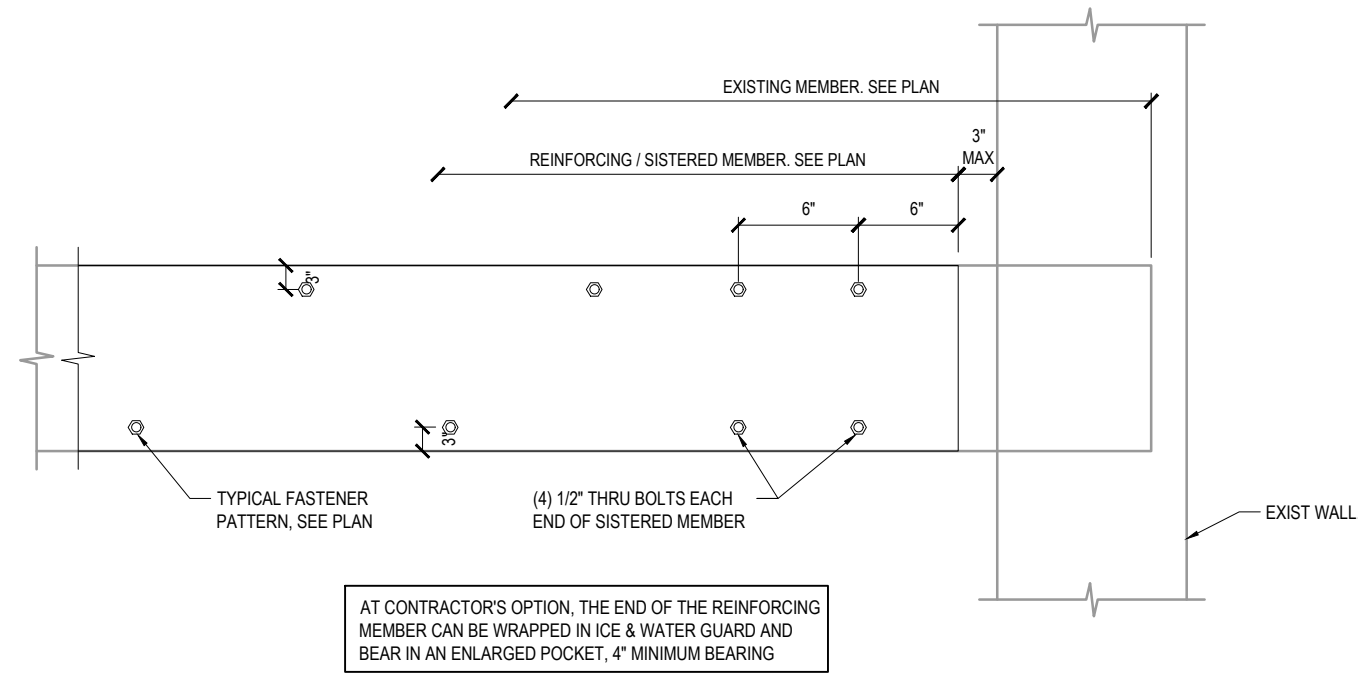 EXISTING MEMBER. SEE PLAN
3"
MAX
REINFORCING / SISTERED MEMBER. SEE PLAN
6"
6"
3"
3"
TYPICAL FASTENER
PATTERN, SEE PLAN
(4) 1/2" THRU BOLTS EACH
END OF SISTERED MEMBER
EXIST WALL
AT CONTRACTOR'S OPTION, THE END OF THE REINFORCING
MEMBER CAN BE WRAPPED IN ICE & WATER GUARD AND
BEAR IN AN ENLARGED POCKET, 4" MINIMUM BEARING